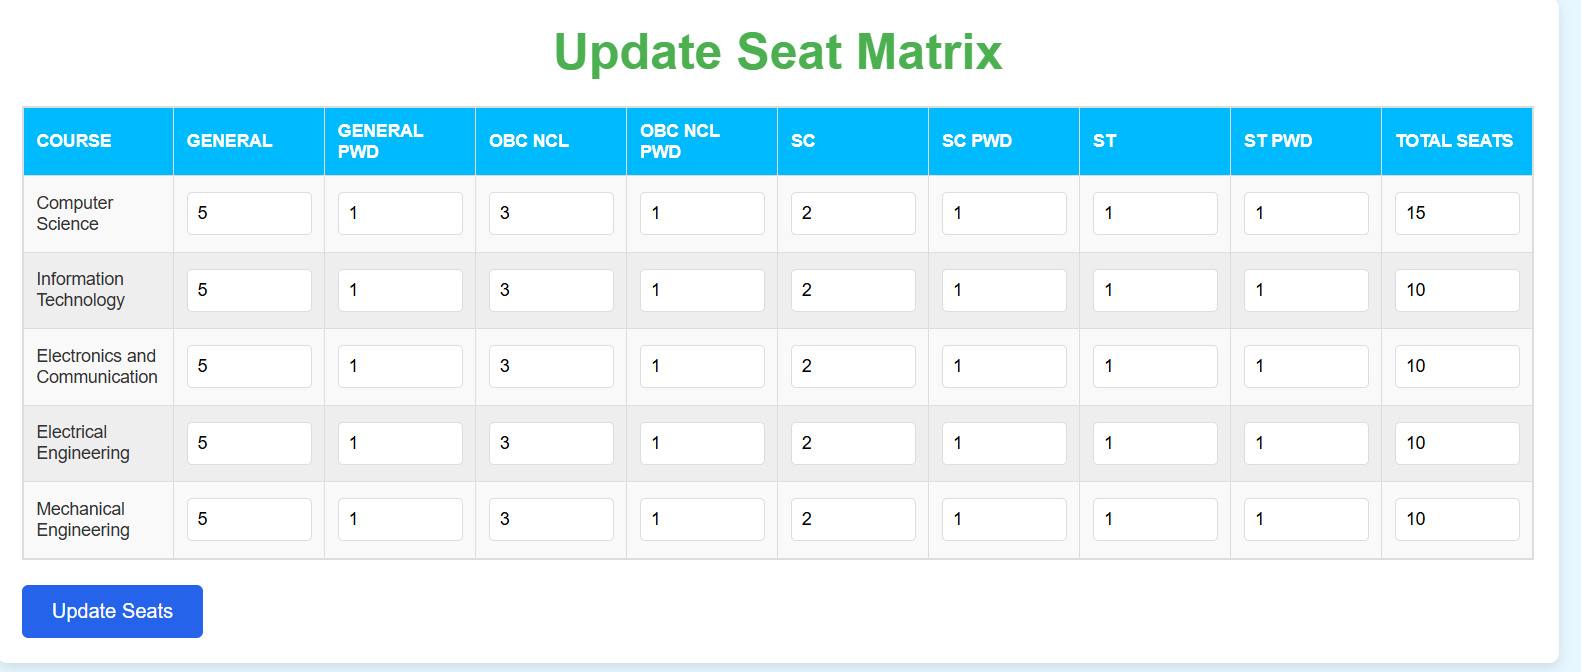 Update Seat Matrix
COURSE GENERAL GENERAL PWD OBC NCL OBC NCL PWD SC SC PWD ST ST PWD TOTAL SEATS
Computer Science 5 1 3 1 2 1 1 1 15
Information Technology 5 1 3 1 2 1 1 1 10
Electronics and Communication 5 1 3 1 2 1 1 1 10
Electrical Engineering 5 1 3 1 2 1 1 1 10
Mechanical Engineering 5 1 3 1 2 1 1 1 10
Update Seats